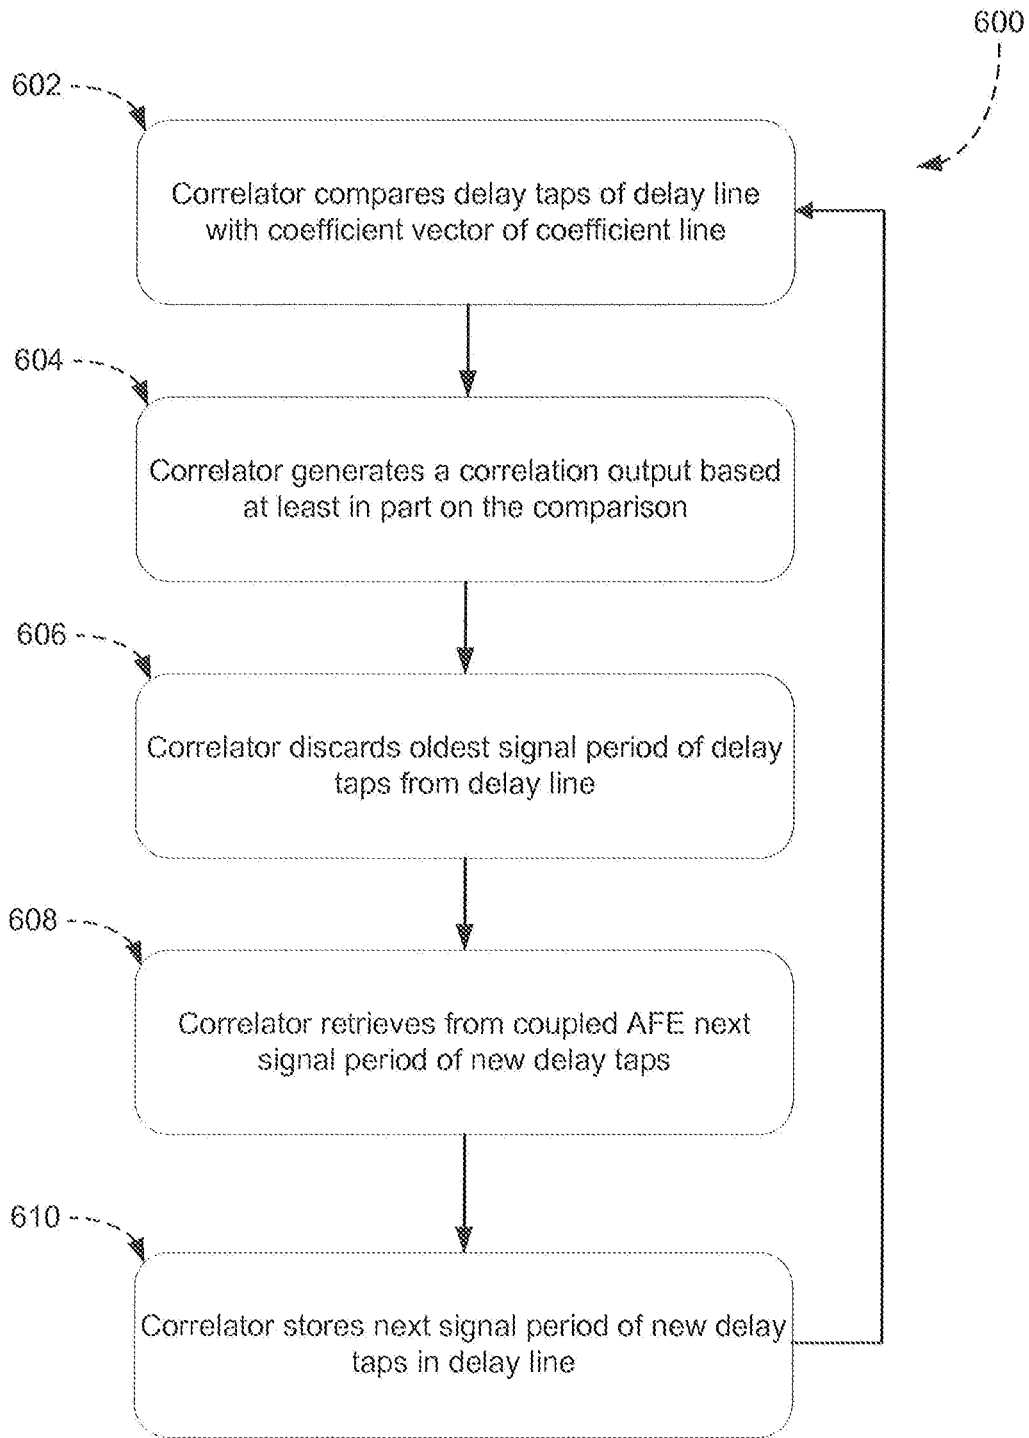 600
602
Correlator compares delay taps of delay line
with coefficient vector of coefficient line
604
Correlator generates a correlation output based
at least in part on the comparison
606
Correlator discards oldest signal period of delay
taps from delay line
608
Correlator retrieves from coupled AFE next
signal period of new delay taps
610
Correlator stores next signal period of new delay
taps in delay line